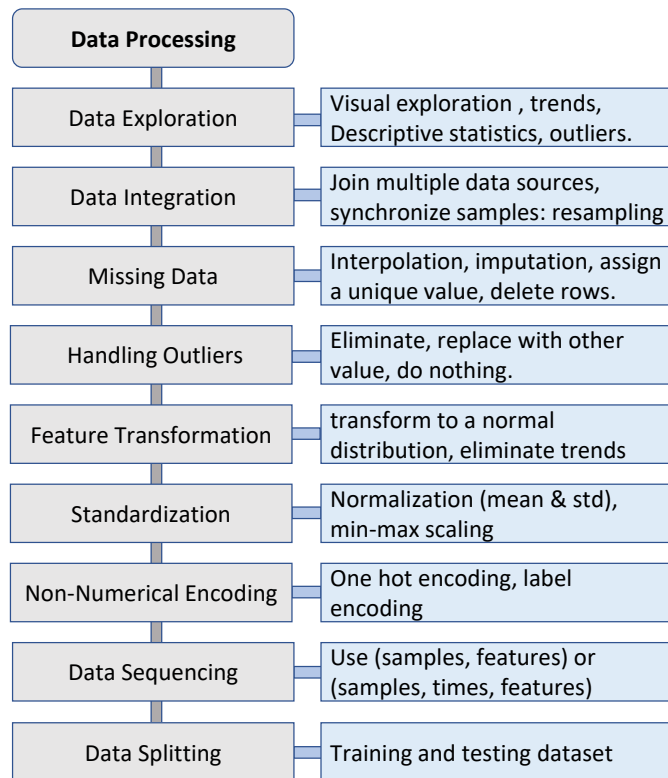 Data Processing
Data Exploration
Visual exploration , trends,
Descriptive statistics, outliers.
Data Integration
Join multiple data sources,
synchronize samples: resampling
Missing Data
Interpolation, imputation, assign
a unique value, delete rows.
Handling Outliers
Eliminate, replace with other
value, do nothing.
Feature Transformation
transform to a normal
distribution, eliminate trends
Standardization
Normalization (mean & std),
min-max scaling
Non-Numerical Encoding
One hot encoding, label
encoding
Data Sequencing
Use (samples, features) or
(samples, times, features)
Data Splitting
Training and testing dataset